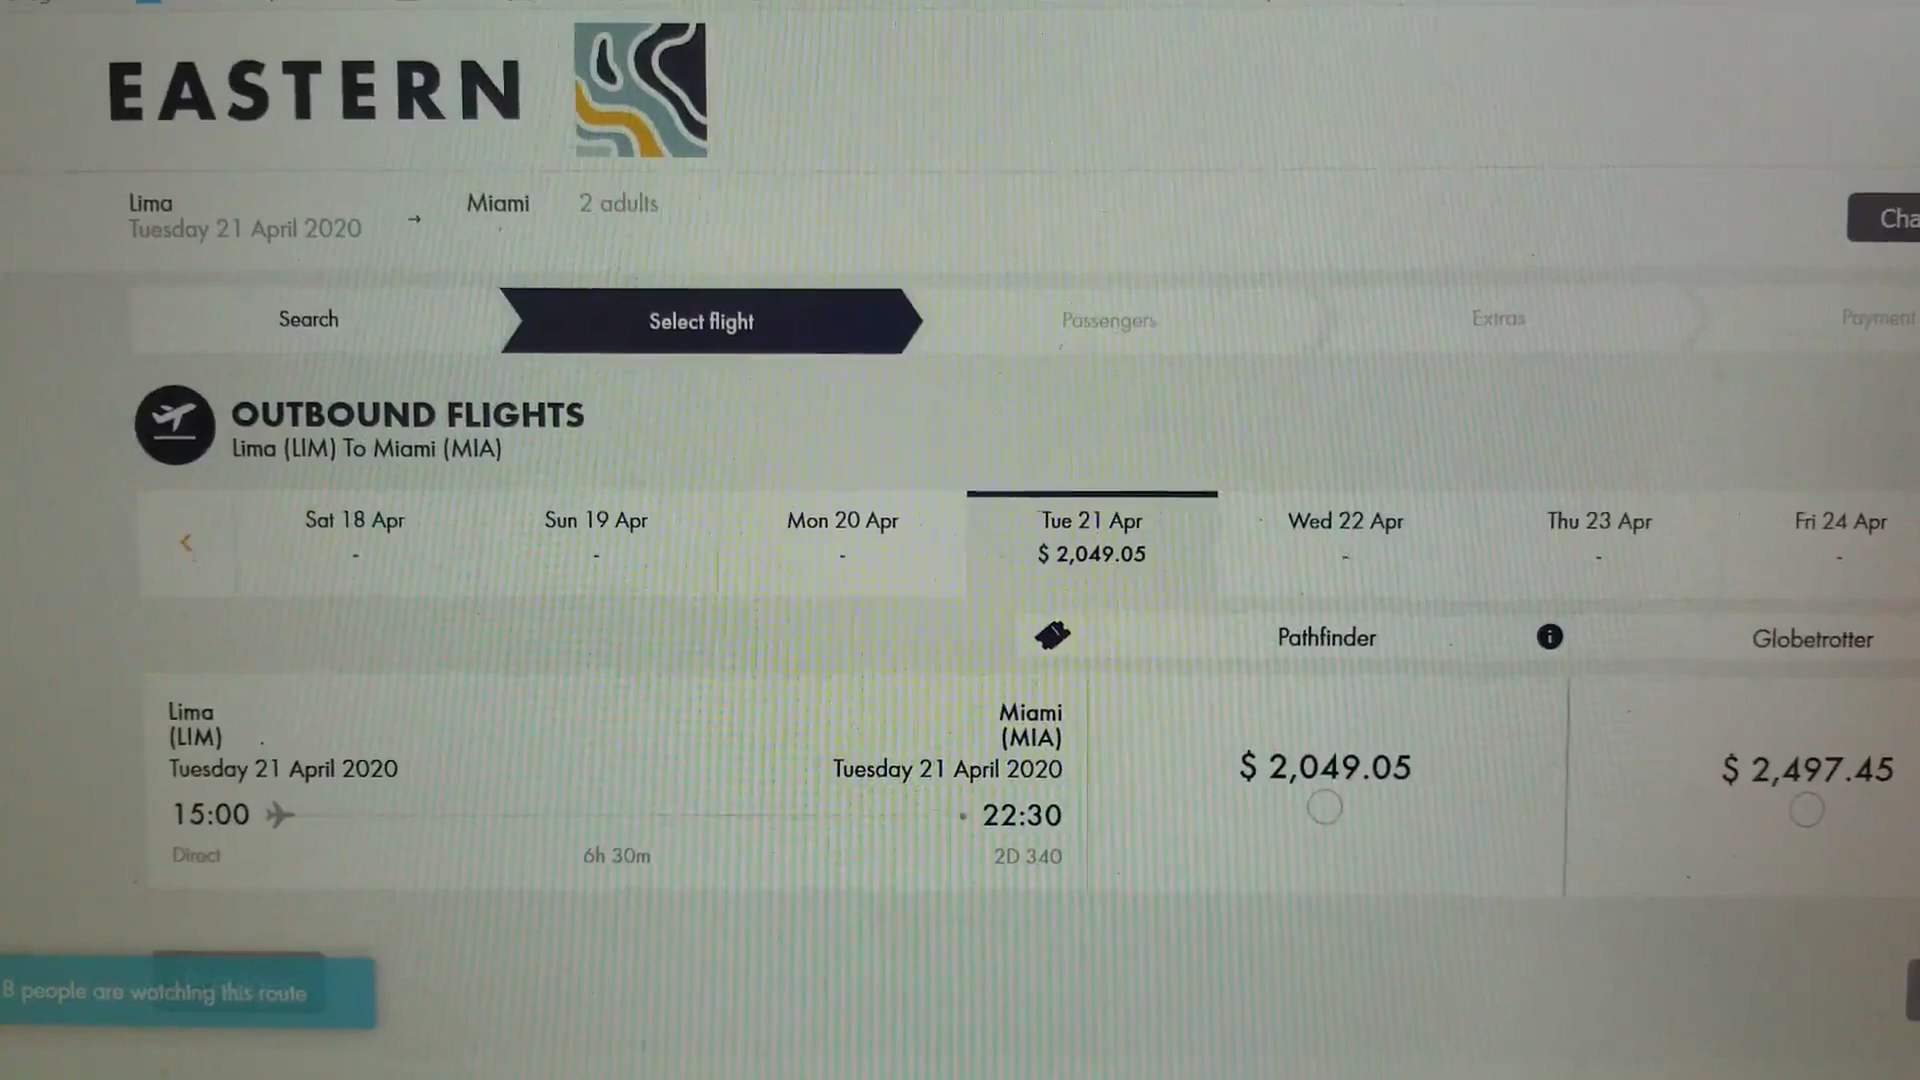 EASTERN
Lima
Tuesday 21 April 2020
→
Miami
2 adults
Cha
Search
Select flight
Passengers
Extras
Payment
OUTBOUND FLIGHTS
Lima (LIM) To Miami (MIA)
<
Sat 18 Apr
-
Sun 19 Apr
-
Mon 20 Apr
-
Tue 21 Apr
$ 2,049.05
Wed 22 Apr
-
Thu 23 Apr
-
Fri 24 Apr
-
Pathfinder
i
Globetrotter
Lima
(LIM)
Tuesday 21 April 2020
15:00
Direct
6h 30m
Miami
(MIA)
Tuesday 21 April 2020
22:30
2D 340
$ 2,049.05
$ 2,497.45
8 people are watching this route